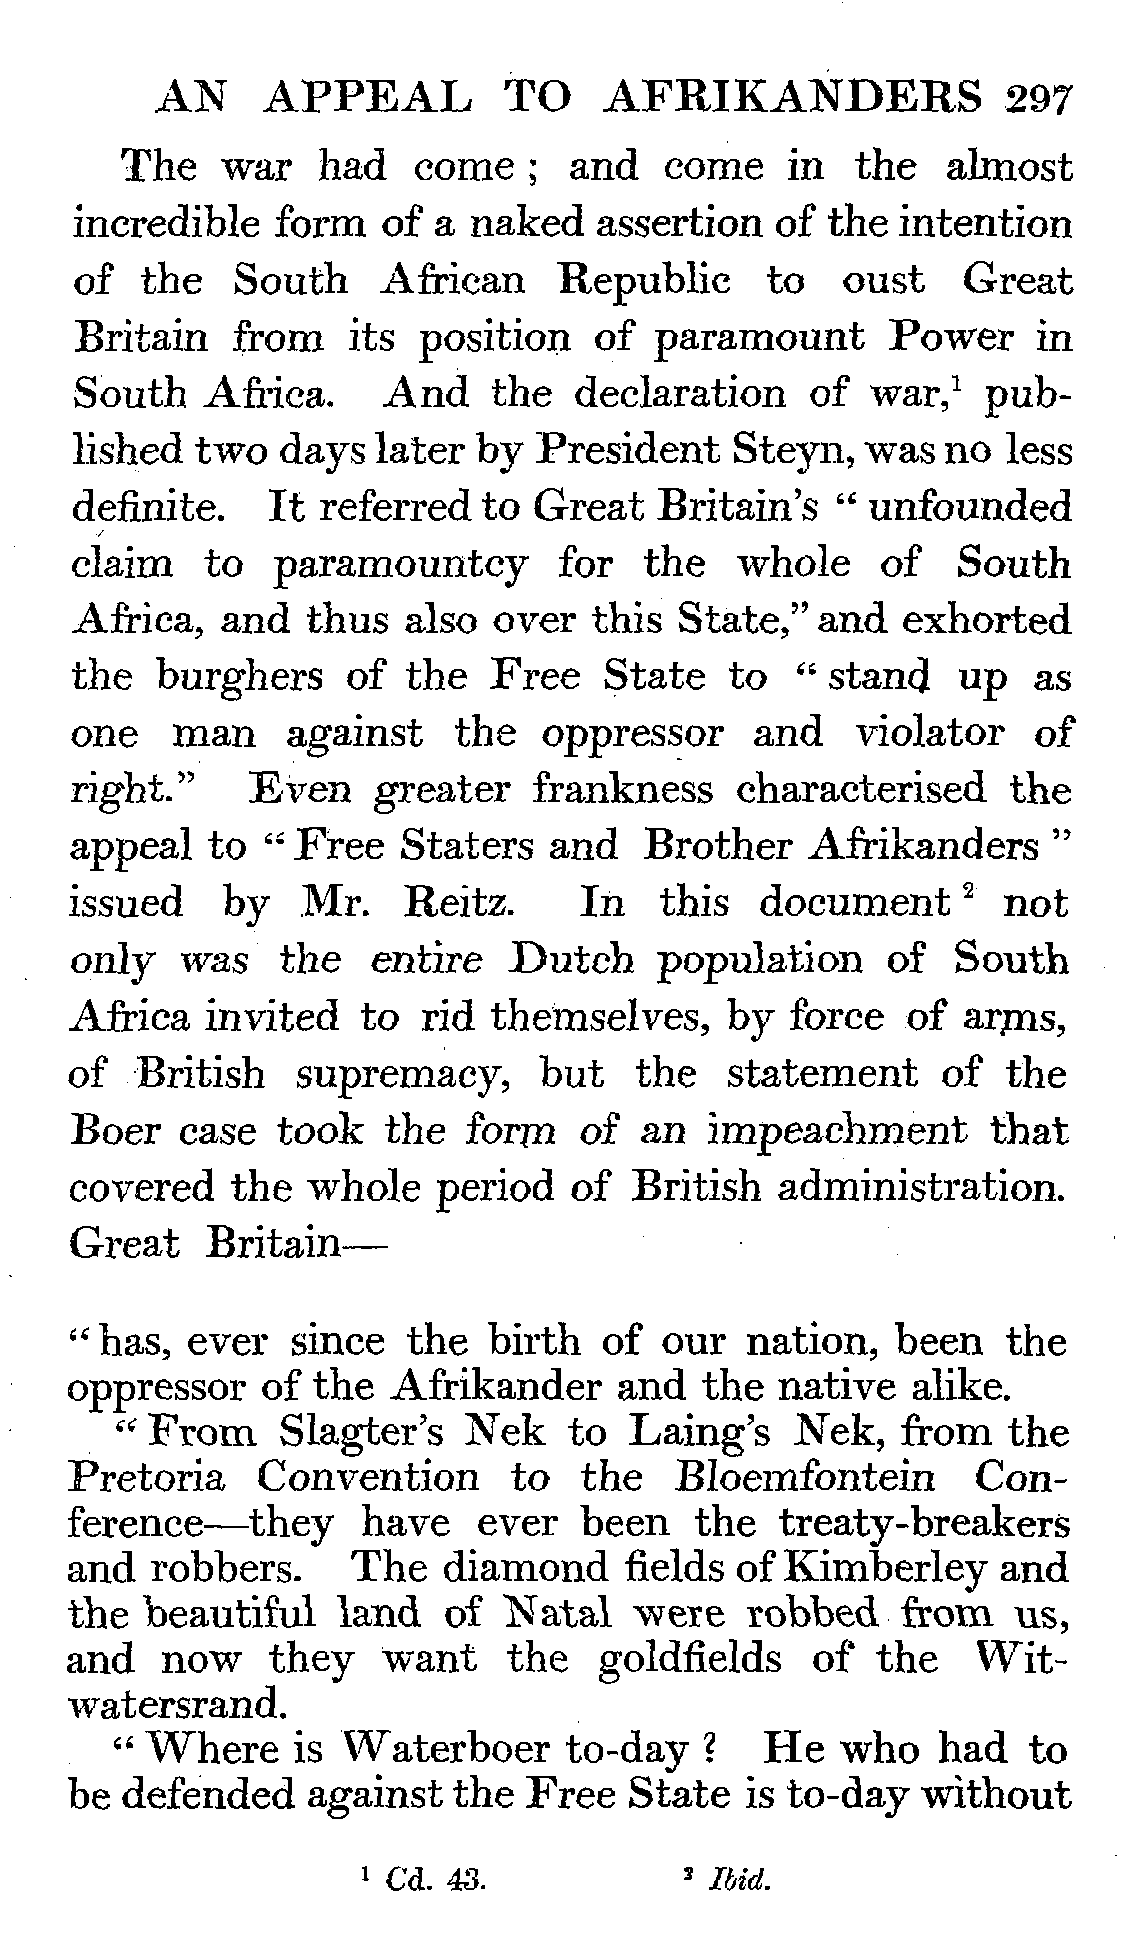 AN APPEAL TO AFRIKANDERS 297
The war had come ; and come in the almost
incredible form of a naked assertion of the intention
of the South African Republic to oust Great
Britain from its position of paramount Power in
South Africa. And the declaration of war,¹ pub-
lished two days later by President Steyn, was no less
definite. It referred to Great Britain's “ unfounded
claim to paramountcy for the whole of South
Africa, and thus also over this State,” and exhorted
the burghers of the Free State to “ stand up as
one man against the oppressor and violator of
right.” Even greater frankness characterised the
appeal to “ Free Staters and Brother Afrikanders ”
issued by Mr. Reitz. In this document ² not
only was the entire Dutch population of South
Africa invited to rid themselves, by force of arms,
of British supremacy, but the statement of the
Boer case took the form of an impeachment that
covered the whole period of British administration.
Great Britain—
“ has, ever since the birth of our nation, been the
oppressor of the Afrikander and the native alike.
“ From Slagter's Nek to Laing's Nek, from the
Pretoria Convention to the Bloemfontein Con-
ference—they have ever been the treaty-breakers
and robbers. The diamond fields of Kimberley and
the beautiful land of Natal were robbed from us,
and now they want the goldfields of the Wit-
watersrand.
“ Where is Waterboer to-day ? He who had to
be defended against the Free State is to-day without
¹ Cd. 43. ² Ibid.